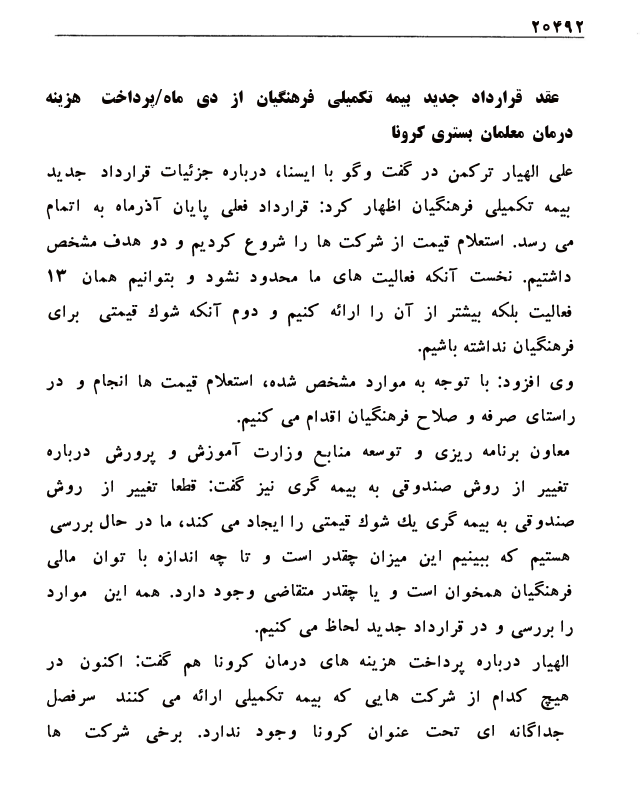 ۲۰۴۹۲
عقد قرارداد جدید بیمه تکمیلی فرهنگیان از دی ماه/پرداخت هزینه
درمان معلمان بستری کرونا
علی الهیار ترکمن در گفت وگو با ایسنا، درباره جزئیات قرارداد جدید
بیمه تکمیلی فرهنگیان اظهار کرد: قرارداد فعلی پایان آذرماه به اتمام
می رسد. استعلام قیمت از شرکت ها را شروع کردیم و دو هدف مشخص
داشتیم. نخست آنکه فعالیت های ما محدود نشود و بتوانیم همان ۱۳
فعالیت بلکه بیشتر از آن را ارائه کنیم و دوم آنکه شوك قیمتی برای
فرهنگیان نداشته باشیم.
وی افزود: با توجه به موارد مشخص شده، استعلام قیمت ها انجام و در
راستای صرفه و صلاح فرهنگیان اقدام می کنیم.
معاون برنامه ریزی و توسعه منابع وزارت آموزش و پرورش درباره
تغییر از روش صندوقی به بیمه گری نیز گفت: قطعا تغییر از روش
صندوقی به بیمه گری یك شوك قیمتی را ایجاد می کند، ما در حال بررسی
هستیم که ببینیم این میزان چقدر است و تا چه اندازه با توان مالی
فرهنگیان همخوان است و یا چقدر متقاضی وجود دارد. همه این موارد
را بررسی و در قرارداد جدید لحاظ می کنیم.
الهیار درباره پرداخت هزینه های درمان کرونا هم گفت: اکنون در
هیچ کدام از شرکت هایی که بیمه تکمیلی ارائه می کنند سرفصل
جداگانه ای تحت عنوان کرونا وجود ندارد. برخی شرکت ها